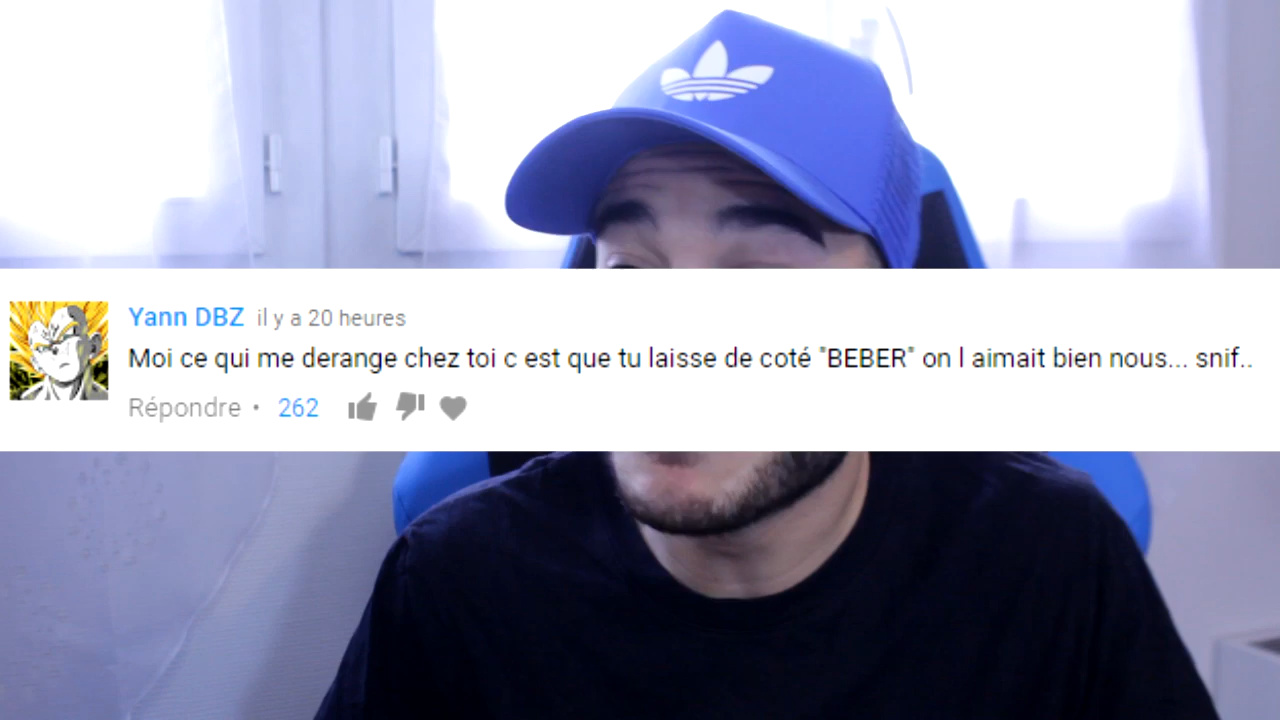 Yann DBZ il y a 20 heures
Moi ce qui me derange chez toi c est que tu laisse de coté "BEBER" on l aimait bien nous... snif..
Répondre • 262